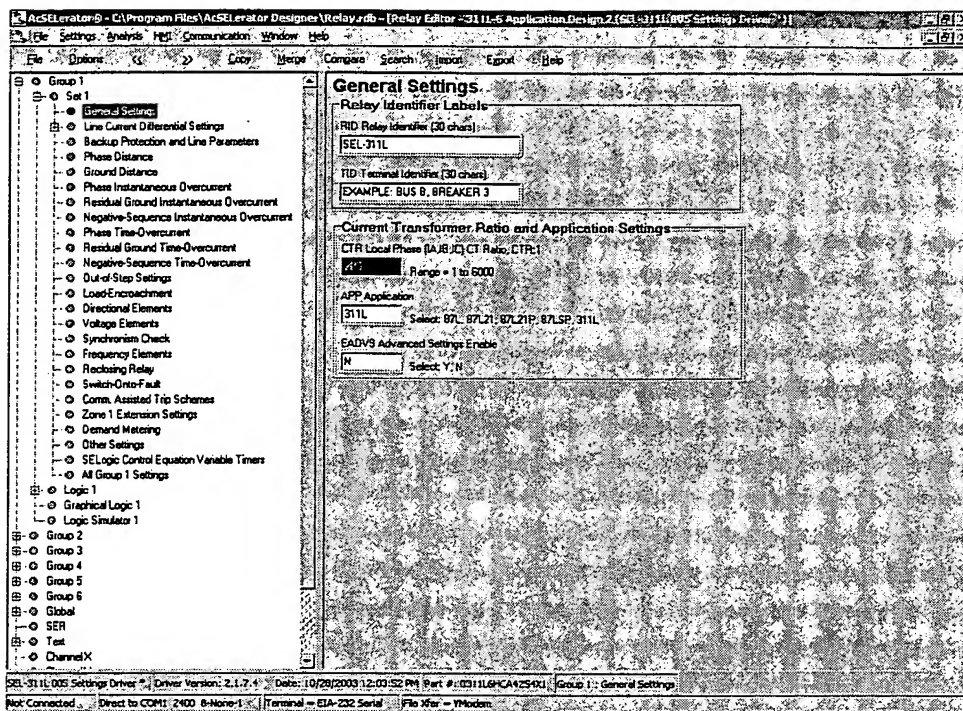 AcSELerator® - C:\Program Files\AcSELerator Designer\Relay.rdb - [Relay Editor - 311L-6 Application.Design.2 (SEL-311L 005 Settings Driver *)]
File Settings Analysis HMI Communication Window Help
File Options << >> Copy Merge Compare Search Import Export Help
Group 1
Set 1
General Settings
Line Current Differential Settings
Backup Protection and Line Parameters
Phase Distance
Ground Distance
Phase Instantaneous Overcurrent
Residual Ground Instantaneous Overcurrent
Negative-Sequence Instantaneous Overcurrent
Phase Time-Overcurrent
Residual Ground Time-Overcurrent
Negative-Sequence Time-Overcurrent
Out-of-Step Settings
Load-Encroachment
Directional Elements
Voltage Elements
Synchronism Check
Frequency Elements
Reclosing Relay
Switch-Onto-Fault
Comm. Assisted Trip Schemes
Zone 1 Extension Settings
Demand Metering
Other Settings
SELogic Control Equation Variable Timers
All Group 1 Settings
Logic 1
Graphical Logic 1
Logic Simulator 1
Group 2
Group 3
Group 4
Group 5
Group 6
Global
SER
Text
ChannelX
General Settings
Relay Identifier Labels
RID Relay Identifier (30 chars)
SEL-311L
TID Terminal Identifier (30 chars)
EXAMPLE: BUS B, BREAKER 3
Current Transformer Ratio and Application Settings
CTR Local Phase (IA,IB,IC) CT Ratio, CTR:1
Range = 1 to 6000
APP Application
311L Select: 87L, 87L21, 87L21P, 87LSP, 311L
EADVS Advanced Settings Enable
N Select: Y, N
SEL-311L 005 Settings Driver * Driver Version: 2.1.7.4 Date: 10/28/2003 12:03:52 PM Part #: 0311L6HCA4254X1 Group 1 : General Settings
Not Connected Direct to COM1 2400 8-None-1 Terminal = EIA-232 Serial File Xfer = YModem